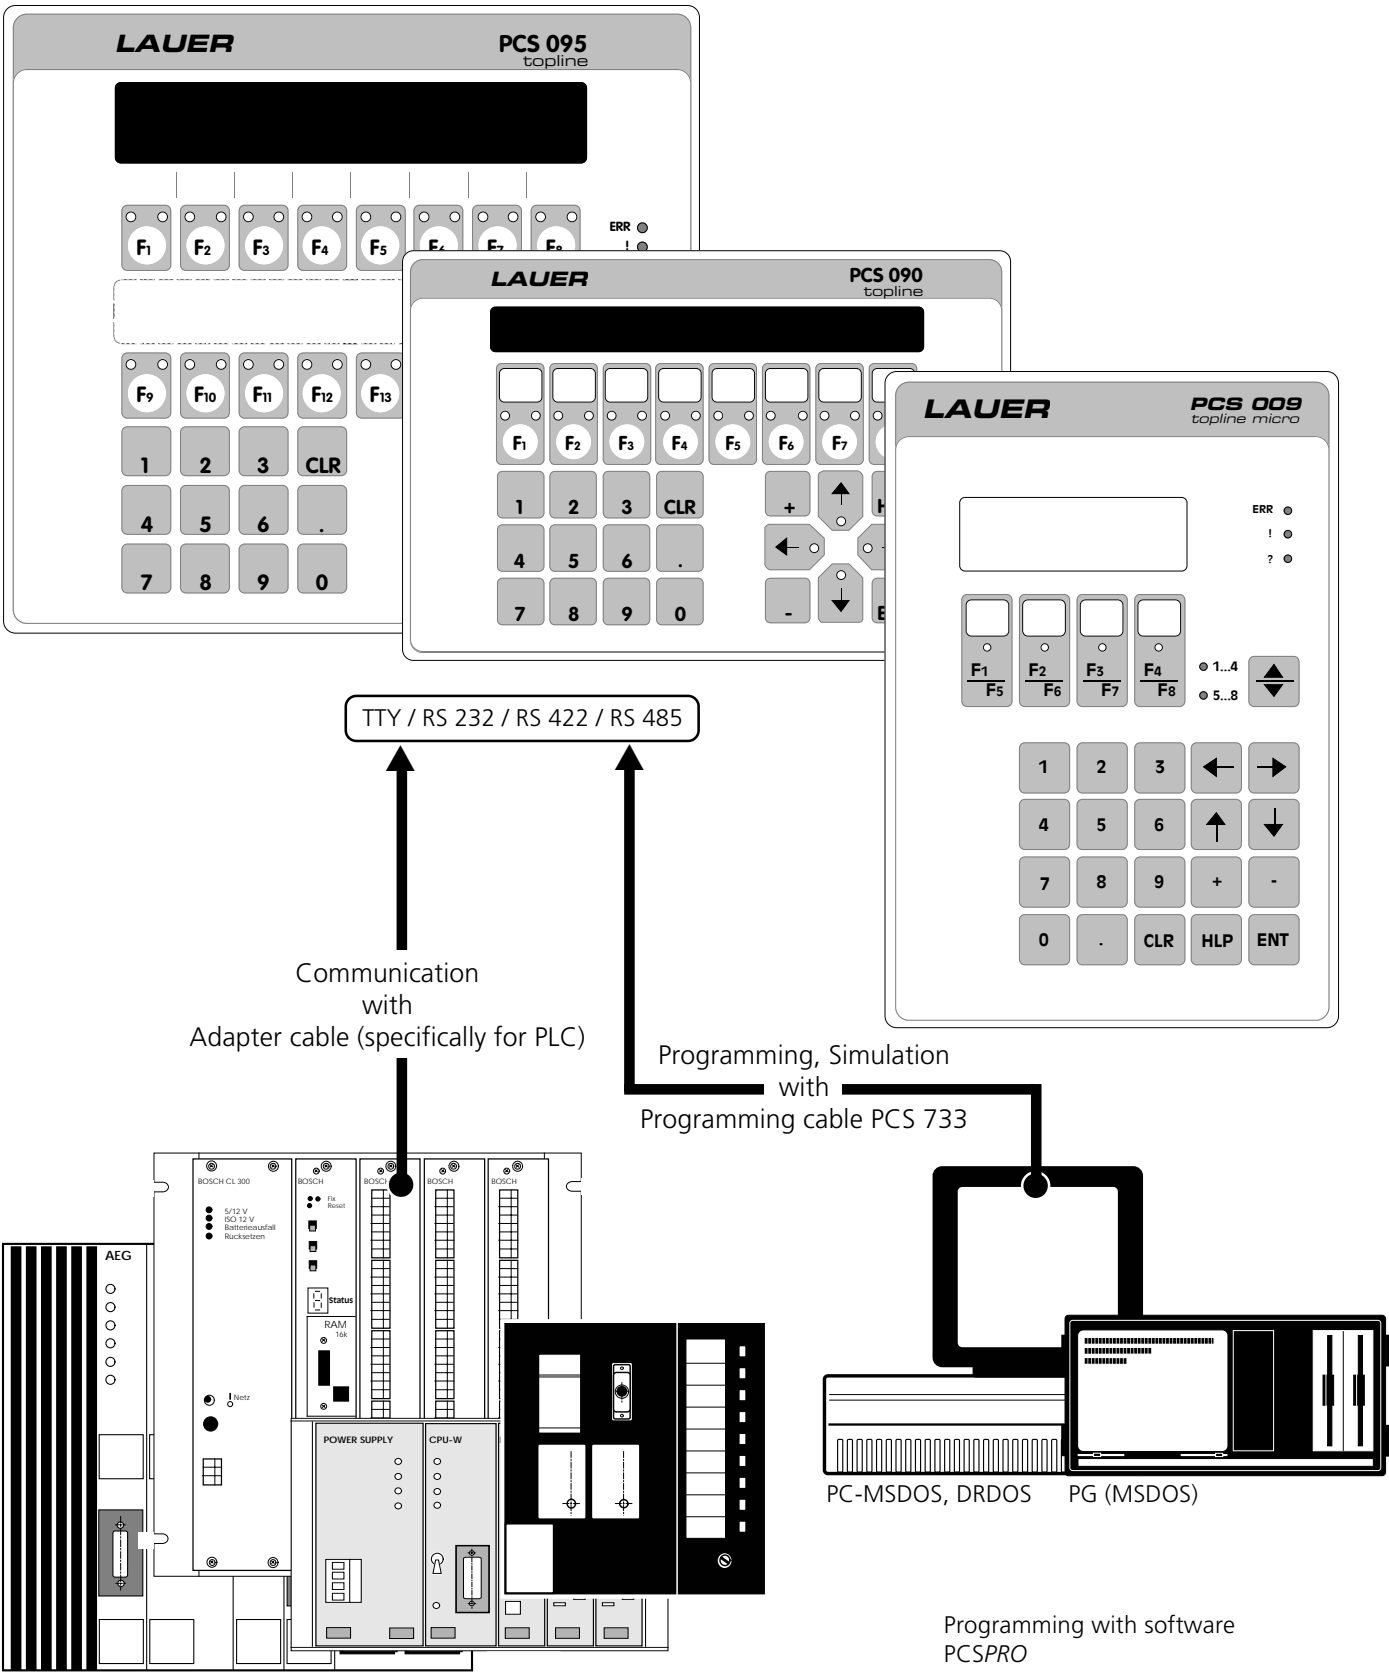 LAUER
PCS 095
topline
F1 F2 F3 F4 F5 F6 F7 F8
ERR
!
F9 F10 F11 F12 F13
1 2 3 CLR
4 5 6 .
7 8 9 0
LAUER
PCS 090
topline
F1 F2 F3 F4 F5 F6 F7
1 2 3 CLR +
4 5 6 .
7 8 9 0 -
LAUER
PCS 009
topline micro
ERR
!
?
F1 F2 F3 F4
F5 F6 F7 F8
1...4
5...8
1 2 3
4 5 6
7 8 9 + -
0 . CLR HLP ENT
TTY / RS 232 / RS 422 / RS 485
Communication
with
Adapter cable (specifically for PLC)
Programming, Simulation
with
Programming cable PCS 733
BOSCH CL 300
5/12 V
ISO 12 V
Batterieausfall
Rücksetzen
Netz
BOSCH
Fix
Reset
Status
RAM
16k
BOSCH
BOSCH
BOSCH
AEG
POWER SUPPLY
CPU-W
PC-MSDOS, DRDOS
PG (MSDOS)
Programming with software
PCSPRO